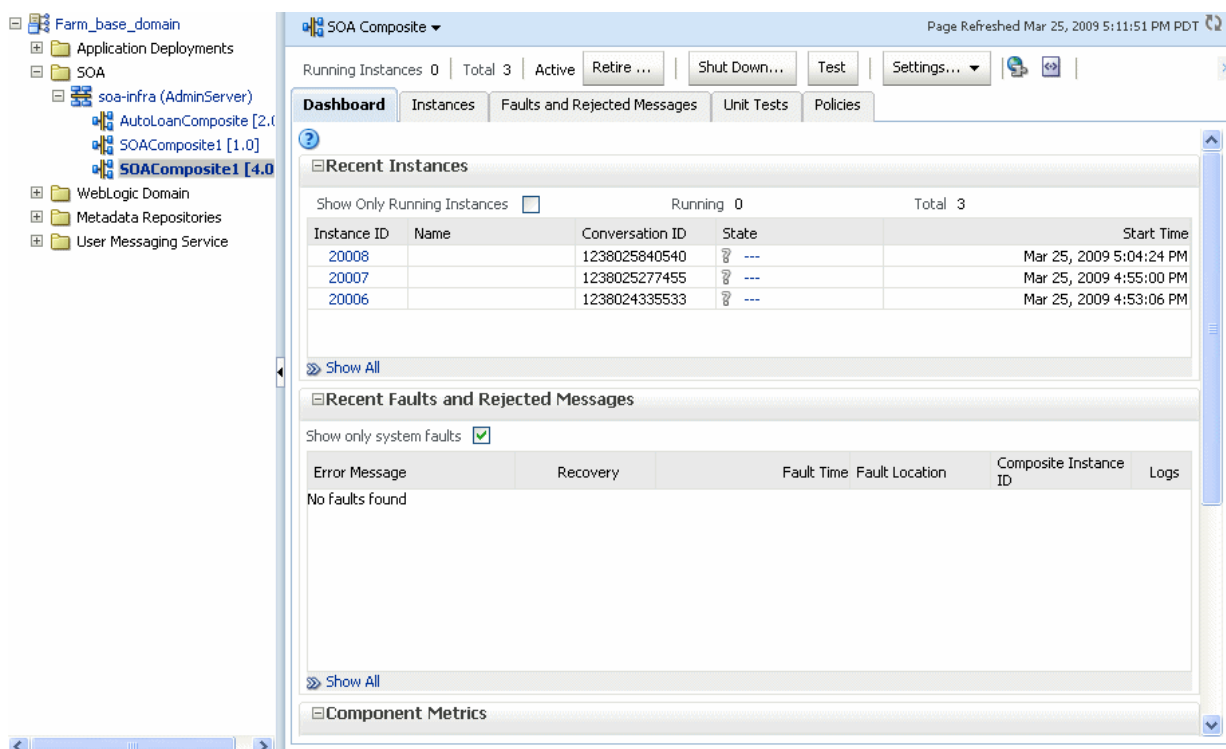 Farm_base_domain
Application Deployments
SOA
soa-infra (AdminServer)
AutoLoanComposite [2.0
SOAComposite1 [1.0]
SOAComposite1 [4.0
WebLogic Domain
Metadata Repositories
User Messaging Service
SOA Composite
Page Refreshed Mar 25, 2009 5:11:51 PM PDT
Running Instances 0 Total 3 Active Retire ... Shut Down... Test Settings...
Dashboard Instances Faults and Rejected Messages Unit Tests Policies
Recent Instances
Show Only Running Instances Running 0 Total 3
Instance ID Name Conversation ID State Start Time
20008 1238025840540 --- Mar 25, 2009 5:04:24 PM
20007 1238025277455 --- Mar 25, 2009 4:55:00 PM
20006 1238024335533 --- Mar 25, 2009 4:53:06 PM
Show All
Recent Faults and Rejected Messages
Show only system faults
Error Message Recovery Fault Time Fault Location Composite Instance ID Logs
No faults found
Show All
Component Metrics